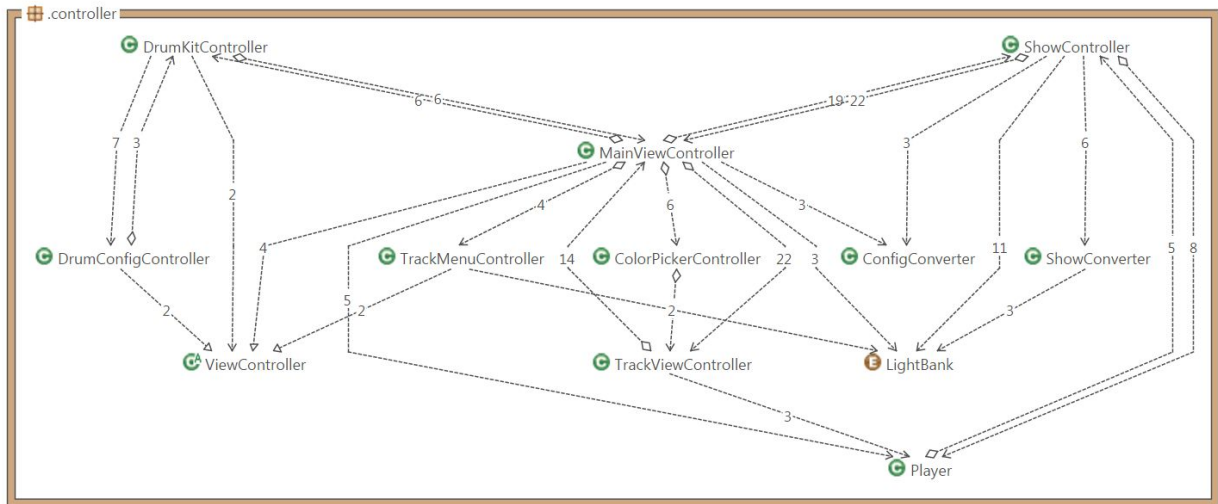 .controller
C DrumKitController
C ShowController
6 6
19 22
7
3
3
11
6
C MainViewController
2
4
6
3
5
8
4
C DrumConfigController
C TrackMenuController
C ColorPickerController
C ConfigConverter
C ShowConverter
14
22
3
5
2
2
2
3
C A ViewController
C TrackViewController
E LightBank
3
C Player